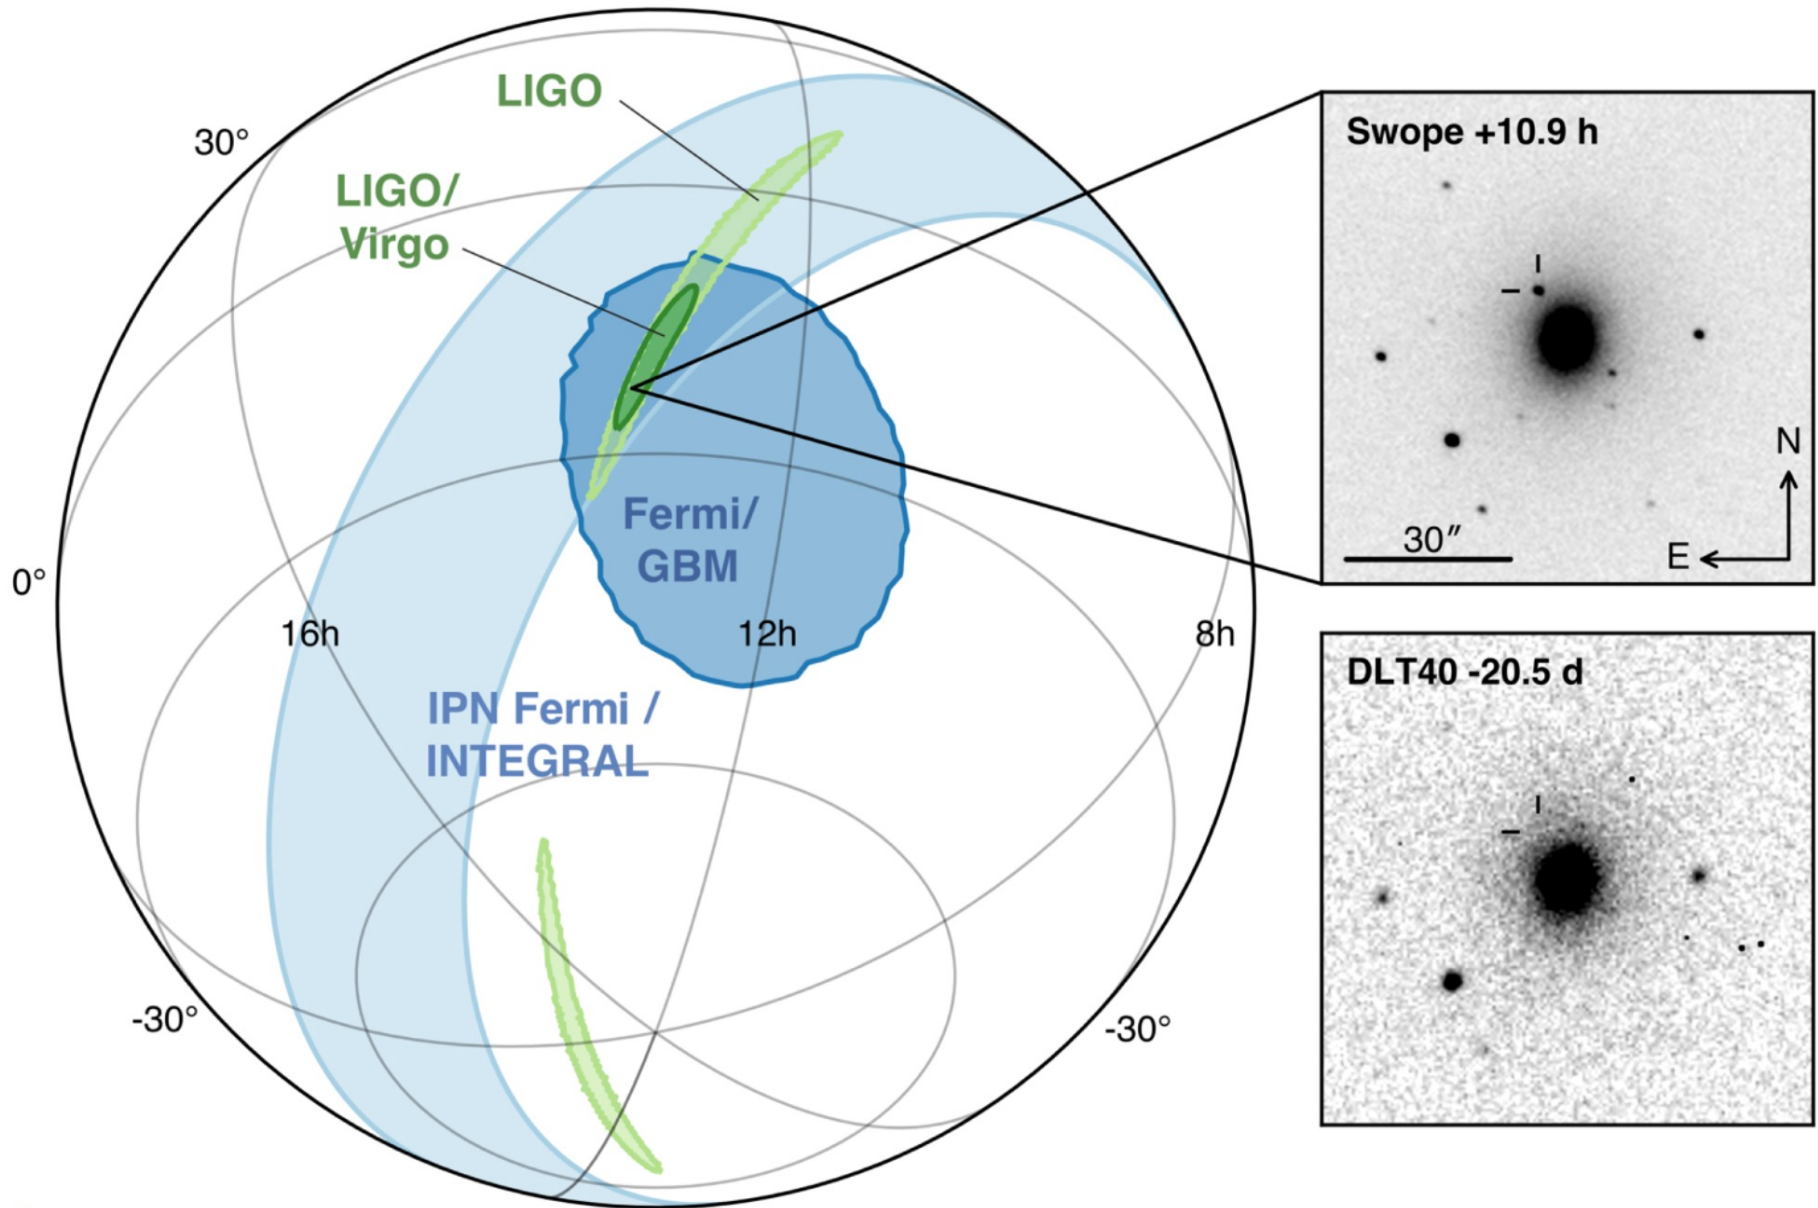 LIGO
30°
LIGO/
Virgo
0°
Fermi/
GBM
16h
12h
8h
IPN Fermi /
INTEGRAL
-30°
-30°
Swope +10.9 h
N
30″
E
DLT40 -20.5 d